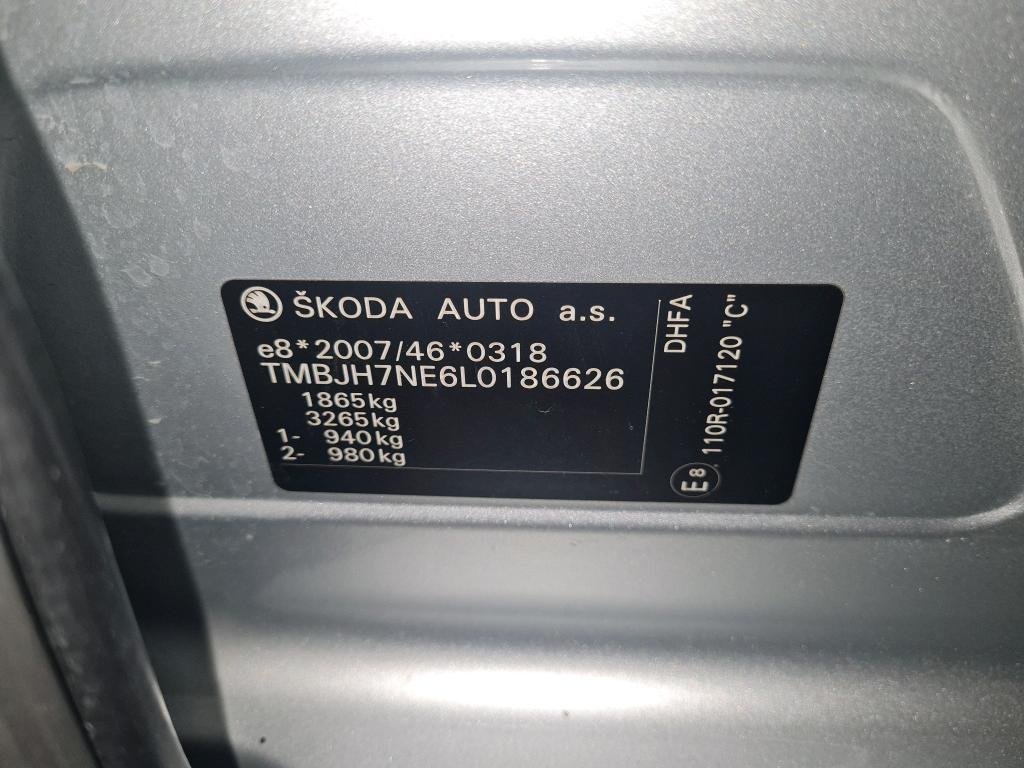 ŠKODA AUTO a.s.
e8*2007/46*0318
TMBJH7NE6L0186626
1865kg
3265kg
1- 940kg
2- 980kg
DHFA
E8 110R-017120 "C"